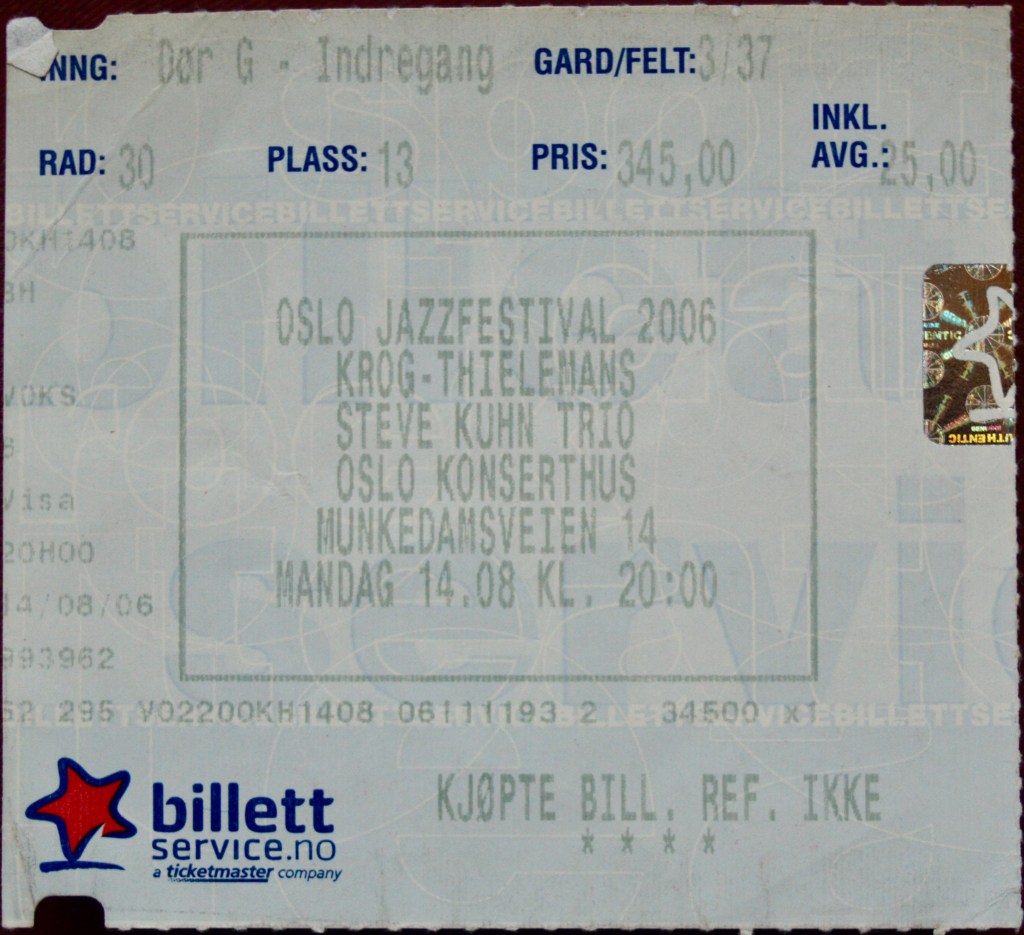 INNG: Dør G - Indregang GARD/FELT: 3/37
RAD: 30 PLASS: 13 PRIS: 345,00 INKL. AVG.: 25,00
BILLETTSERVICEBILLETTSERVICEBILLETTSERVICEBILLETTSE
OKH1408
BH
VOKS
Visa
20H00
14/08/06
993962
OSLO JAZZFESTIVAL 2006
KROG-THIELEMANS
STEVE KUHN TRIO
OSLO KONSERTHUS
MUNKEDAMSVEIEN 14
MANDAG 14.08 KL. 20:00
295 V02200KH1408 06111193 2 34500 x1
billett
service.no
a ticketmaster company
KJØPTE BILL. REF. IKKE
* * * *